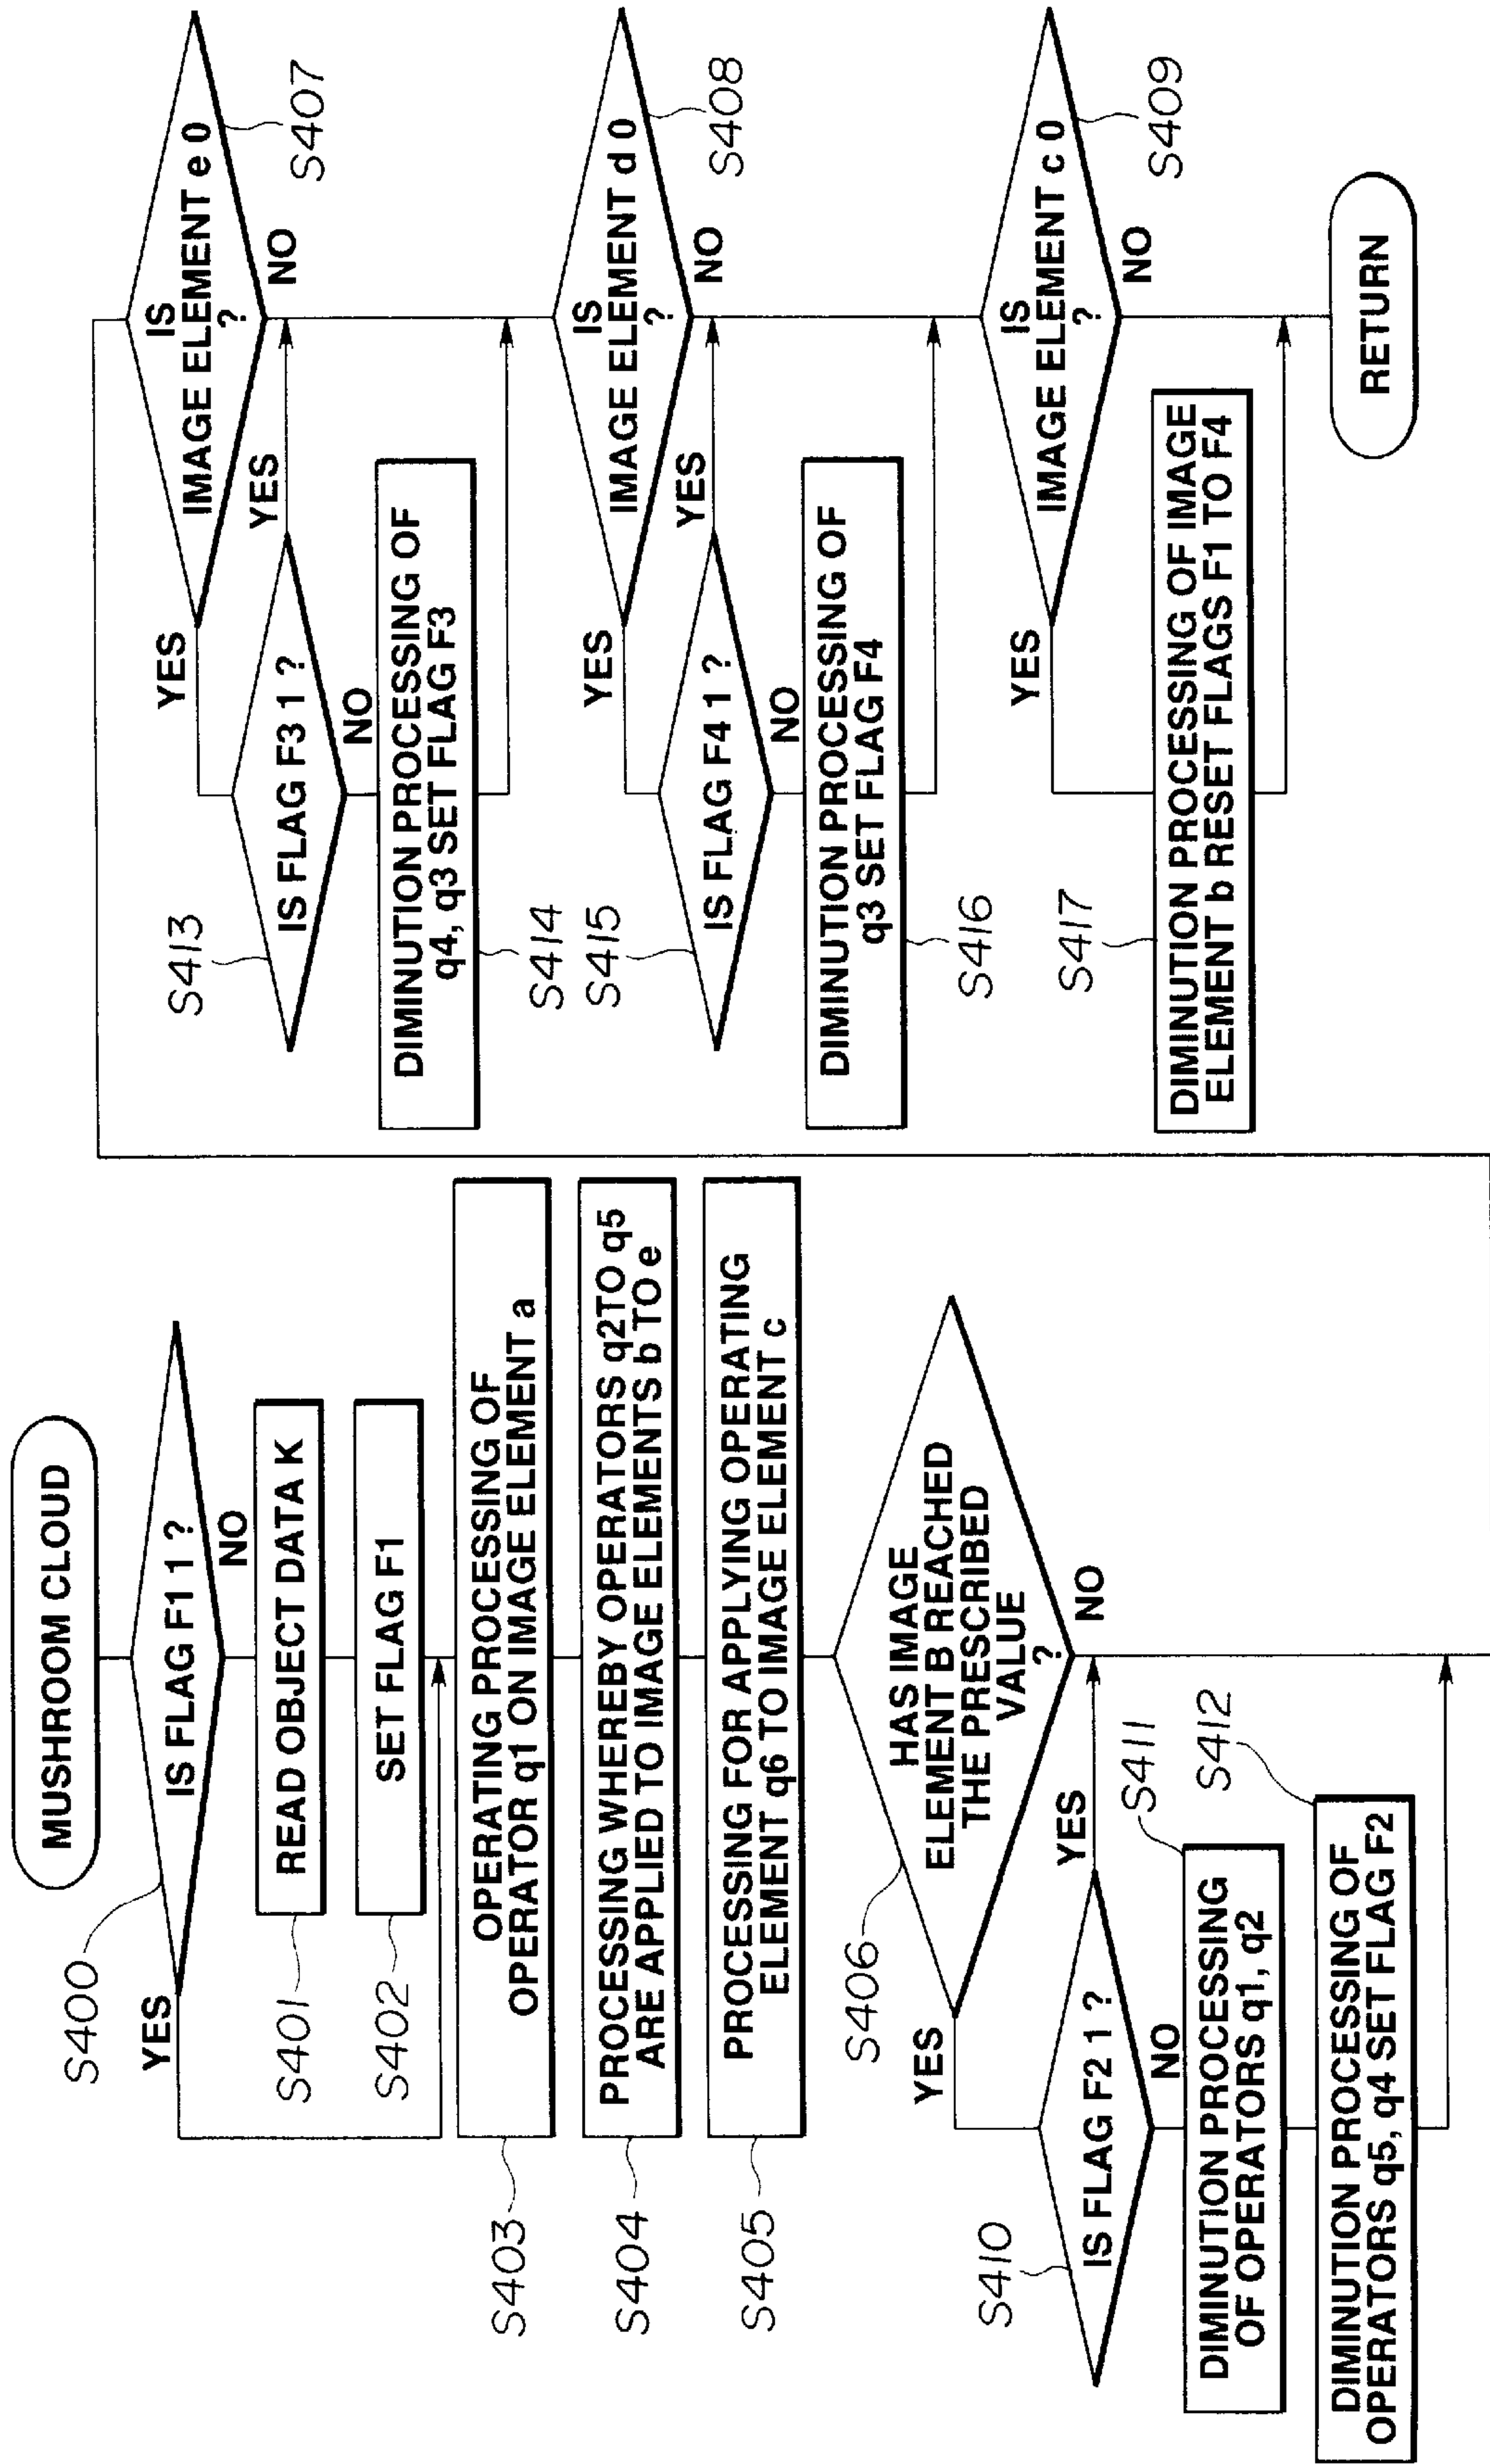 MUSHROOM CLOUD
S400
IS FLAG F1 1 ?
YES
NO
S401
READ OBJECT DATA K
S402
SET FLAG F1
S403
OPERATING PROCESSING OF
OPERATOR q1 ON IMAGE ELEMENT a
S404
PROCESSING WHEREBY OPERATORS q2TO q5
ARE APPLIED TO IMAGE ELEMENTS b TO e
S405
PROCESSING FOR APPLYING OPERATING
ELEMENT q6 TO IMAGE ELEMENT c
S406
HAS IMAGE
ELEMENT B REACHED
THE PRESCRIBED
VALUE
?
YES
NO
S410
IS FLAG F2 1 ?
YES
NO
S411
DIMINUTION PROCESSING
OF OPERATORS q1, q2
S412
DIMINUTION PROCESSING OF
OPERATORS q5, q4 SET FLAG F2
IS
IMAGE ELEMENT e 0
?
S407
YES
NO
S413
IS FLAG F3 1 ?
YES
NO
DIMINUTION PROCESSING OF
q4, q3 SET FLAG F3
S414
IS
IMAGE ELEMENT d 0
?
S408
YES
NO
S415
IS FLAG F4 1 ?
YES
NO
DIMINUTION PROCESSING OF
q3 SET FLAG F4
S416
IS
IMAGE ELEMENT c 0
?
S409
YES
NO
S417
DIMINUTION PROCESSING OF IMAGE
ELEMENT b RESET FLAGS F1 TO F4
RETURN